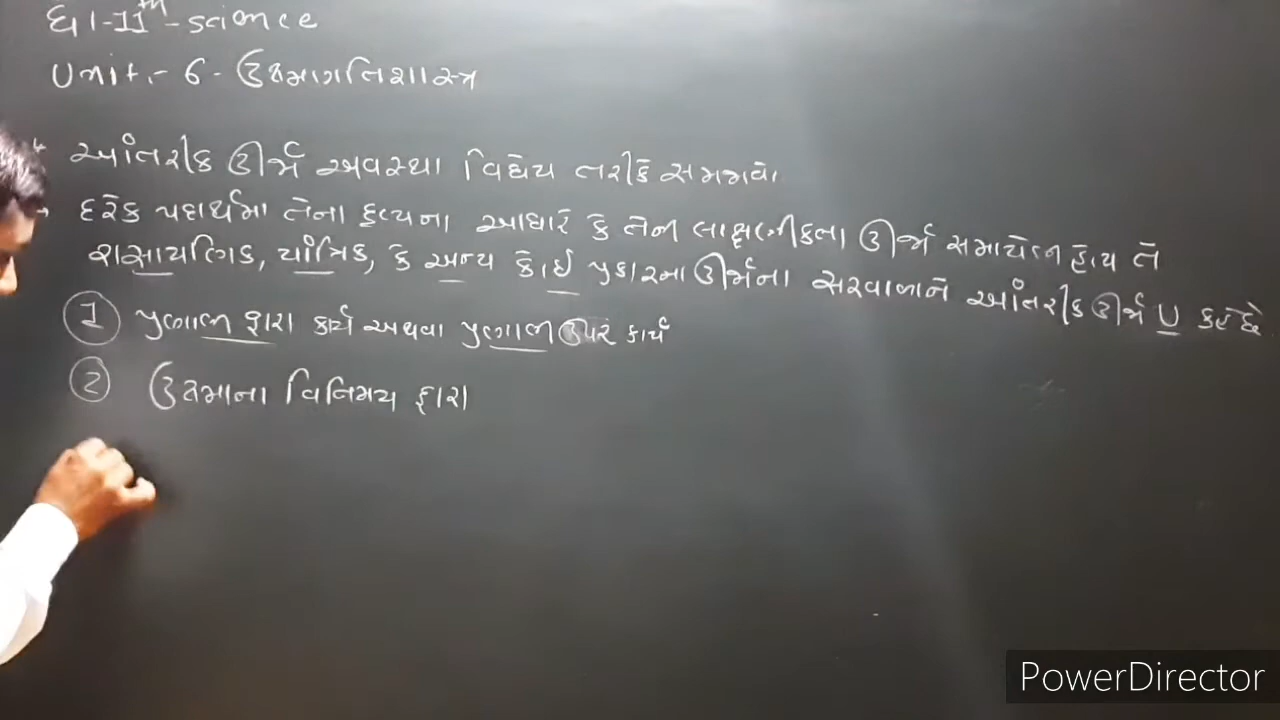 ધો-11th-science
Unit:- 6 - ઉષ્માગતિશાસ્ત્ર
* આંતરીક ઊર્જા અવસ્થા વિધેય તરીકે સમજાવો.
→ દરેક પદાર્થમાં તેના દ્રવ્યના આધારે કે તેની લાક્ષણીકતા ઊર્જા સમાયેલ હોય તે
રાસાયણિક, યાંત્રિક, કે અન્ય કોઇ પ્રકારના ઊર્જાના સરવાળાને આંતરીક ઊર્જા U કહે છે.
1 પ્રણાલી દ્વારા કાર્ય અથવા પ્રણાલી ઉપર કાર્ય
2 ઉષ્માના વિનિમય દ્વારા
PowerDirector